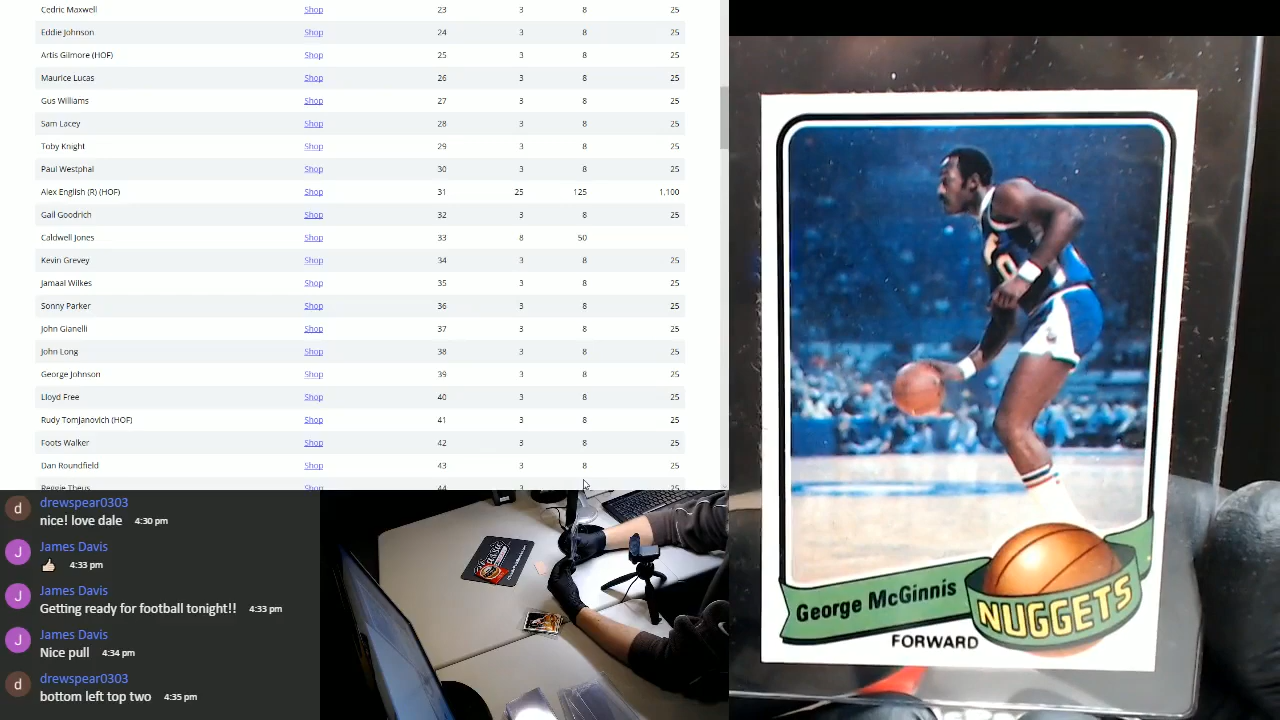 Cedric Maxwell Shop 23 3 8 25
Eddie Johnson Shop 24 3 8 25
Artis Gilmore (HOF) Shop 25 3 8 25
Maurice Lucas Shop 26 3 8 25
Gus Williams Shop 27 3 8 25
Sam Lacey Shop 28 3 8 25
Toby Knight Shop 29 3 8 25
Paul Westphal Shop 30 3 8 25
Alex English (R) (HOF) Shop 31 25 125 1,100
Gail Goodrich Shop 32 3 8 25
Caldwell Jones Shop 33 8 50
Kevin Grevey Shop 34 3 8 25
Jamaal Wilkes Shop 35 3 8 25
Sonny Parker Shop 36 3 8 25
John Gianelli Shop 37 3 8 25
John Long Shop 38 3 8 25
George Johnson Shop 39 3 8 25
Lloyd Free Shop 40 3 8 25
Rudy Tomjanovich (HOF) Shop 41 3 8 25
Foots Walker Shop 42 3 8 25
Dan Roundfield Shop 43 3 8 25
Reggie Theus Shop 44 3 8 25
d drewspear0303
nice! love dale 4:30 pm
J James Davis
4:33 pm
J James Davis
Getting ready for football tonight!! 4:33 pm
J James Davis
Nice pull 4:34 pm
d drewspear0303
bottom left top two 4:35 pm
George McGinnis
NUGGETS
FORWARD